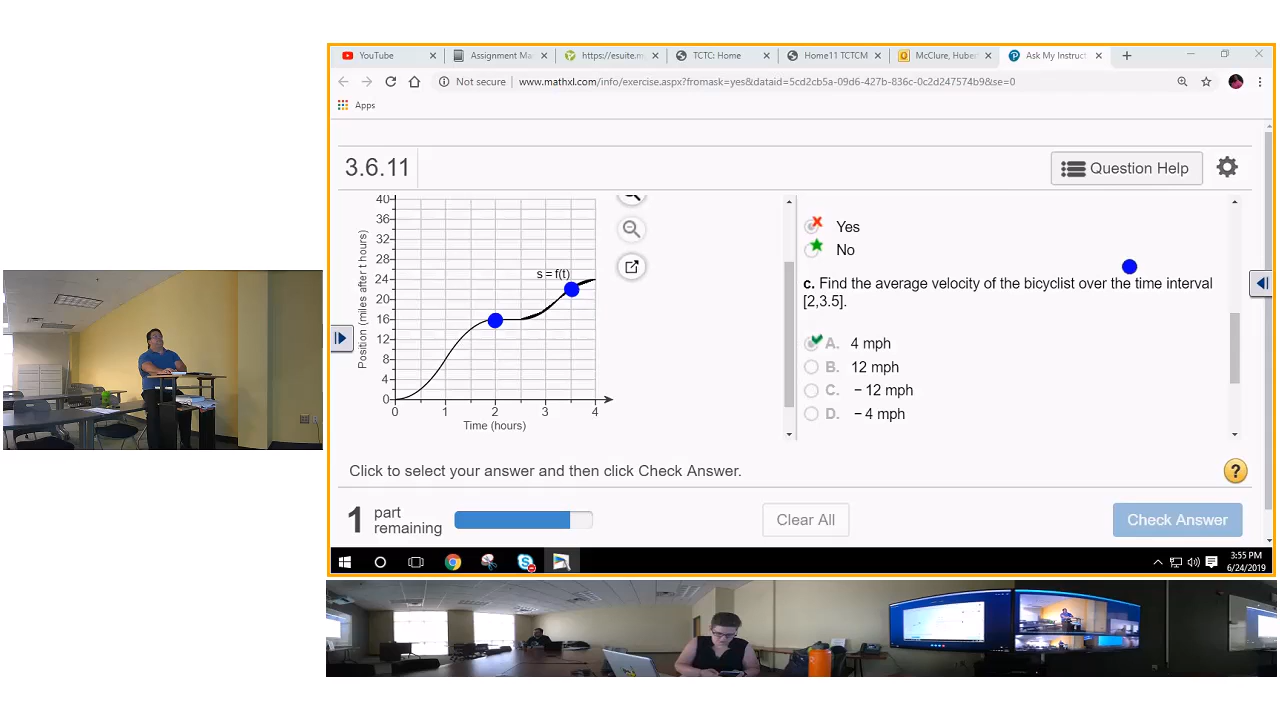 YouTube
Assignment Ma
https://esuite.m
TCTC: Home
Home11 TCTCM
McClure, Huber
Ask My Instruct
Not secure
www.mathxl.com/info/exercise.aspx?fromask=yes&dataid=5cd2cb5a-09d6-427b-836c-0c2d247574b9&se=0
Apps
3.6.11
Question Help
40
36
32
28
24
20
16
12
8
4
0
Position (miles after t hours)
s = f(t)
0 1 2 3 4
Time (hours)
Yes
No
c. Find the average velocity of the bicyclist over the time interval
[2,3.5].
A. 4 mph
B. 12 mph
C. − 12 mph
D. − 4 mph
Click to select your answer and then click Check Answer.
?
1 part
remaining
Clear All
Check Answer
3:55 PM
6/24/2019